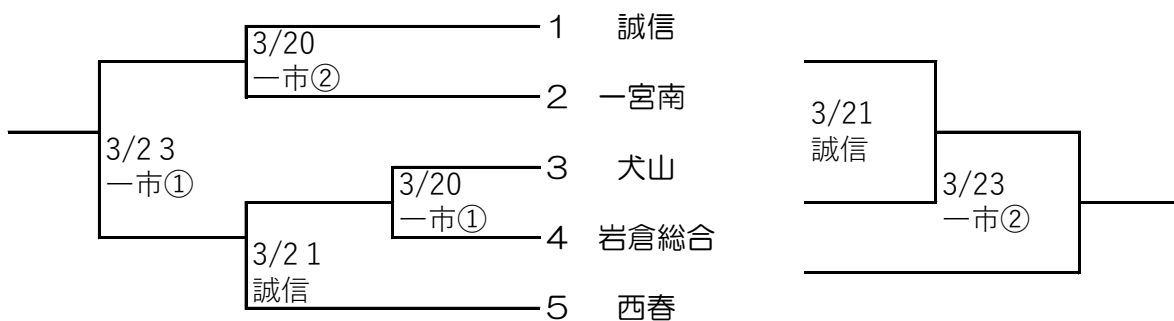 3/20
一市②
1 誠信
2 一宮南
3/2 3
一市①
3 犬山
3/20
一市①
4 岩倉総合
3/2 1
誠信
5 西春
3/21
誠信
3/23
一市②